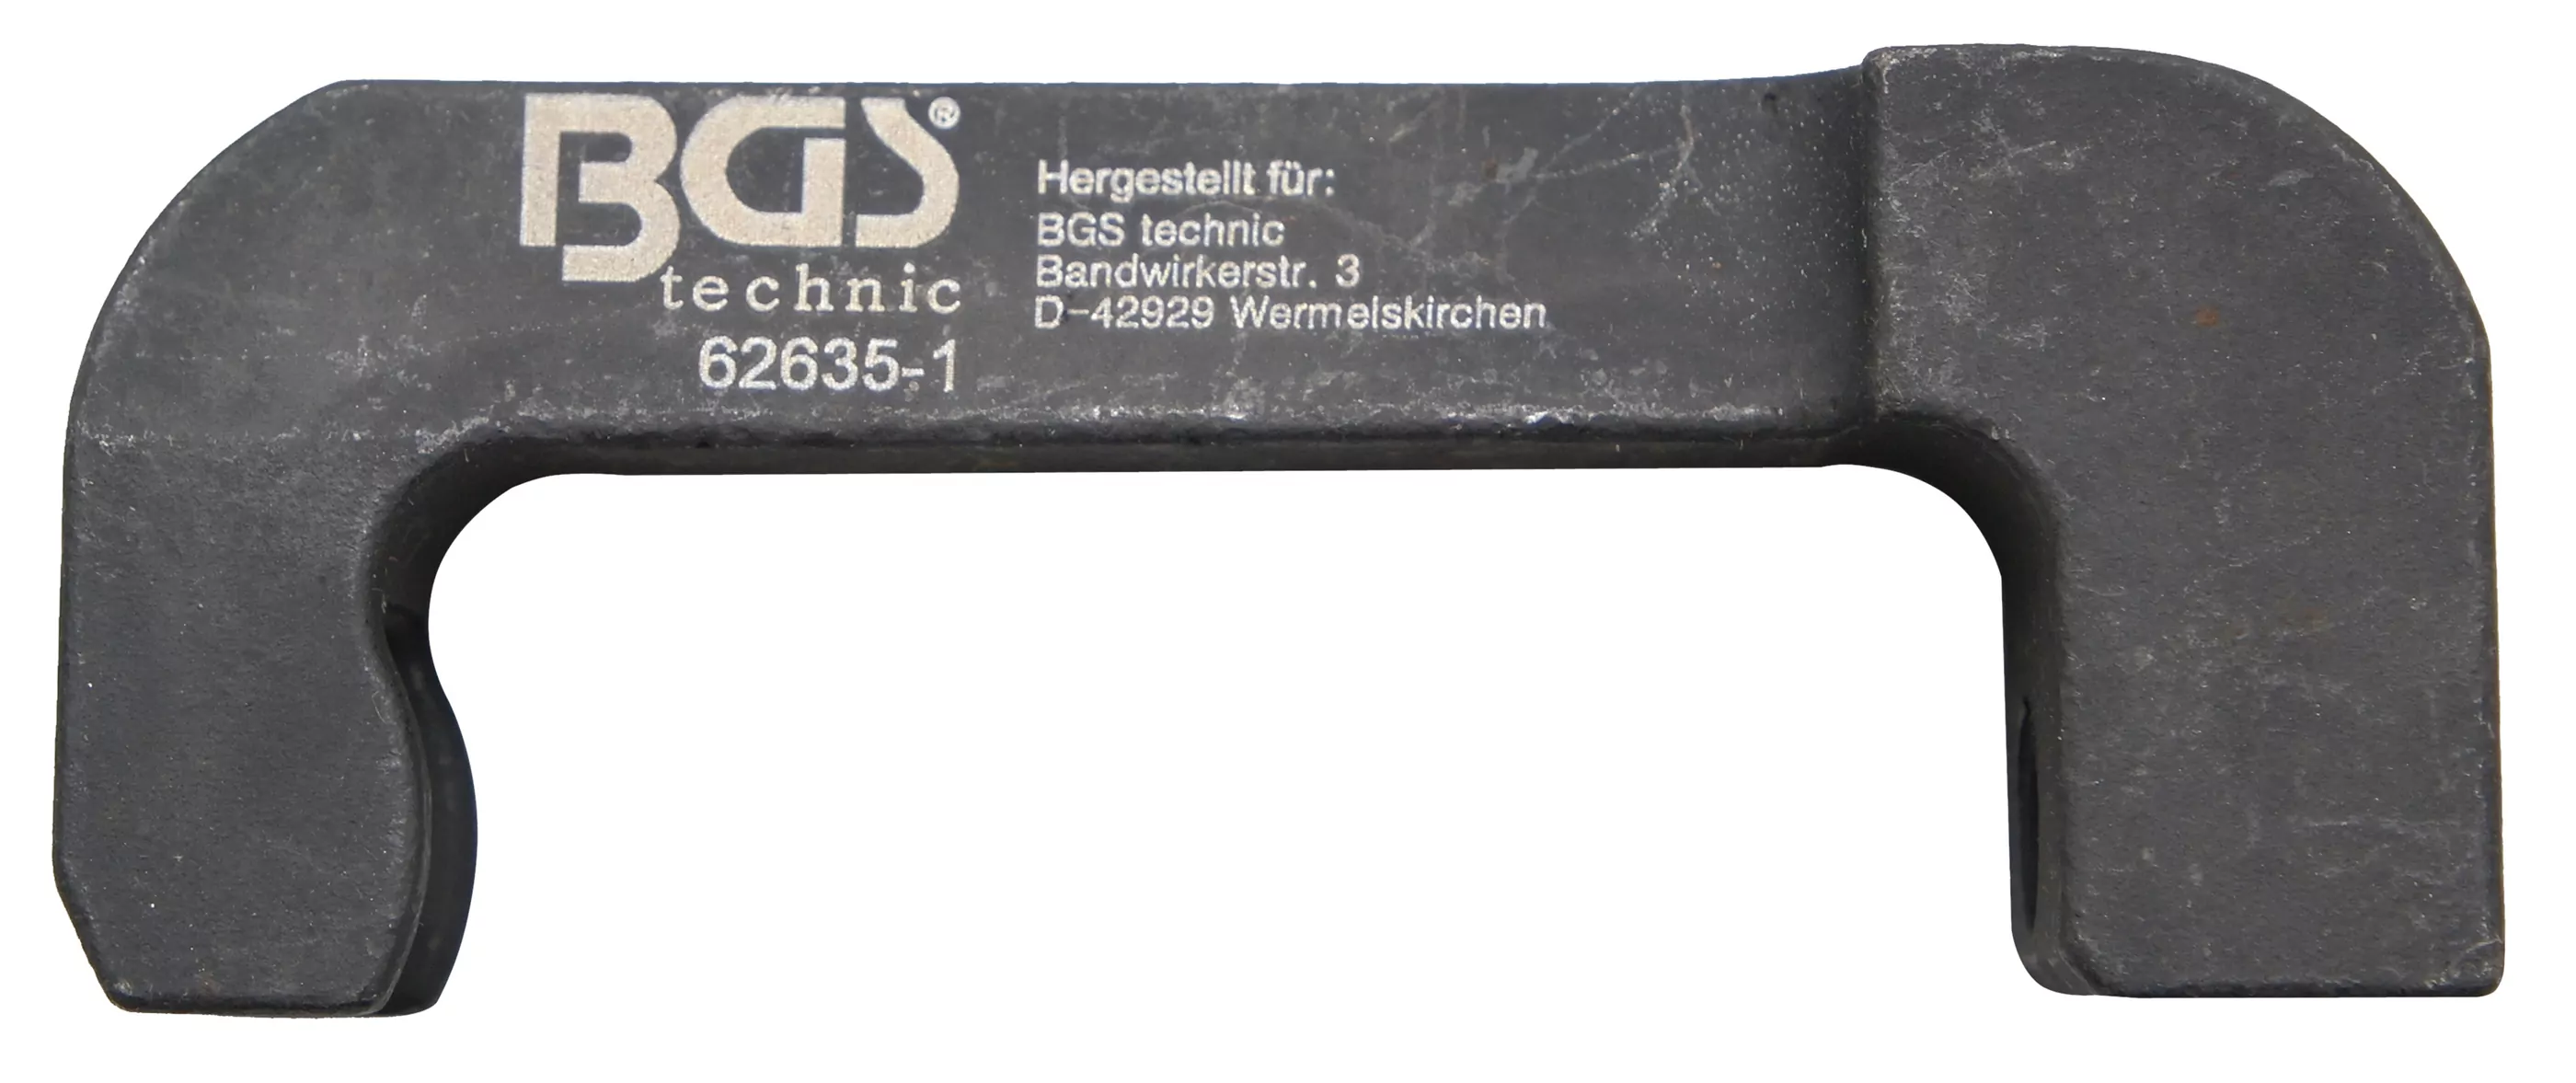 BGS®
technic
62635-1
Hergestellt für:
BGS technic
Bandwirkerstr. 3
D-42929 Wermelskirchen